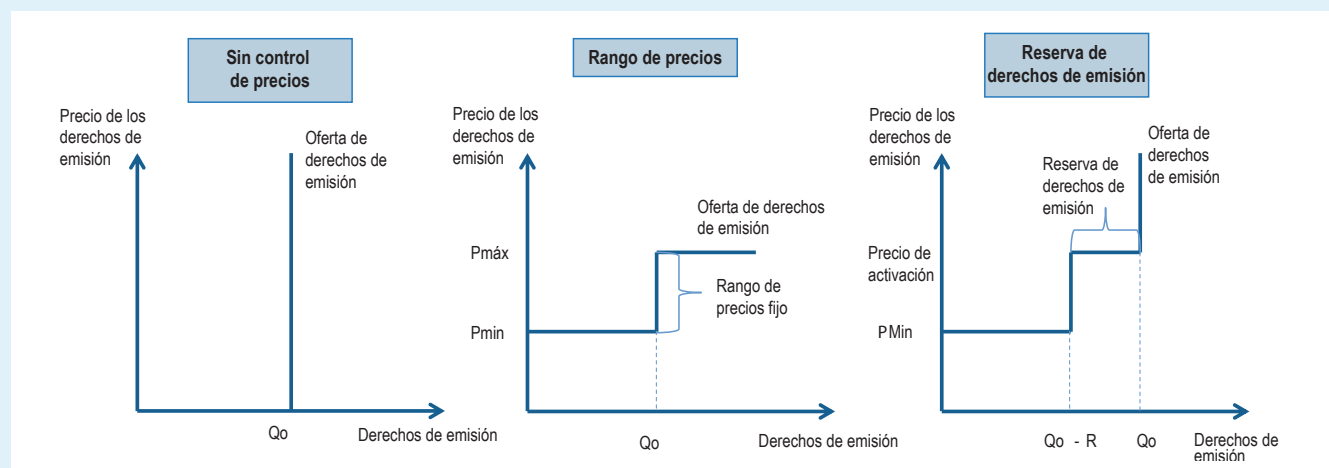 Sin control
de precios
Precio de los
derechos de
emisión
Oferta de
derechos de
emisión
Qo
Derechos de emisión
Rango de precios
Precio de los
derechos de
emisión
Oferta de derechos
de emisión
Pmáx
Rango de
precios fijo
Pmin
Qo
Derechos de emisión
Reserva de
derechos de emisión
Precio de los
derechos de
emisión
Oferta de
derechos
de emisión
Reserva de
derechos de
emisión
Precio de
activación
PMin
Qo - R
Qo
Derechos de
emisión